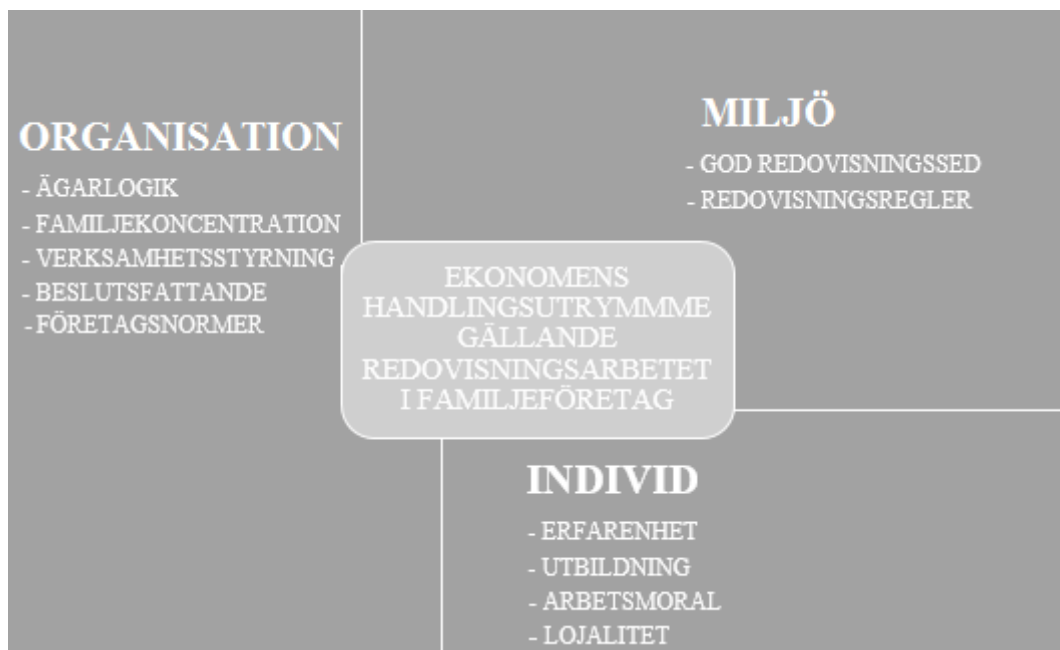 ORGANISATION
- ÄGARLOGIK
- FAMILJEKONCENTRATION
- VERKSAMHETSSTYRNING
- BESLUTSFATTANDE
- FÖRETAGSNORMER
MILJÖ
- GOD REDOVISNINGSSED
- REDOVISNINGSREGLER
EKONOMENS
HANDLINGSUTRYMMME
GÄLLANDE
REDOVISNINGSARBETET
I FAMILJEFÖRETAG
INDIVID
- ERFARENHET
- UTBILDNING
- ARBETSMORAL
- LOJALITET